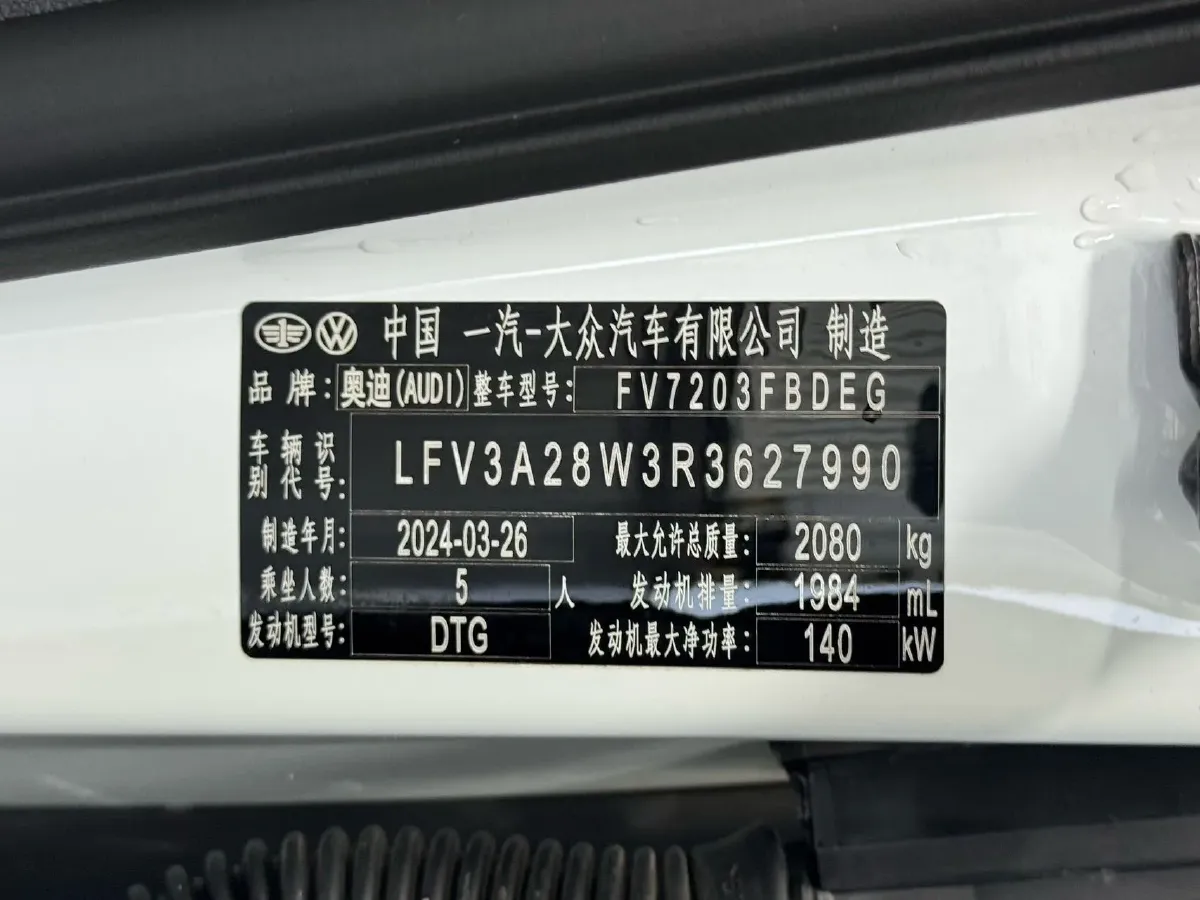 中国 一汽-大众汽车有限公司 制造
品牌：奥迪(AUDI) 整车型号：FV7203FBDEG
车辆识别代号：LFV3A28W3R3627990
制造年月：2024-03-26 最大允许总质量：2080 kg
乘坐人数：5 人 发动机排量：1984 mL
发动机型号：DTG 发动机最大净功率：140 kW